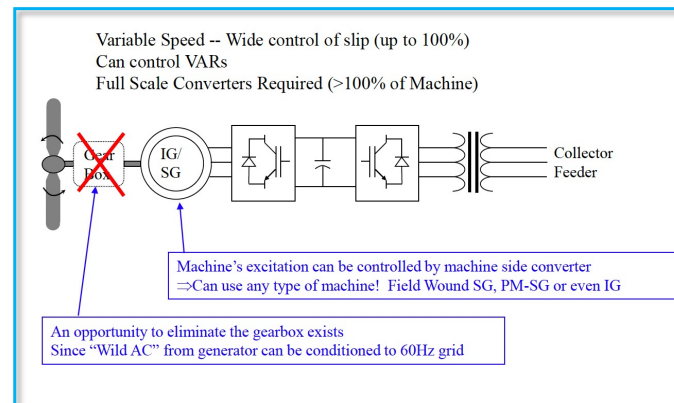 Variable Speed -- Wide control of slip (up to 100%)
Can control VARs
Full Scale Converters Required (>100% of Machine)
Gear
Box
IG/
SG
Collector
Feeder
Machine's excitation can be controlled by machine side converter
⇒Can use any type of machine! Field Wound SG, PM-SG or even IG
An opportunity to eliminate the gearbox exists
Since “Wild AC” from generator can be conditioned to 60Hz grid